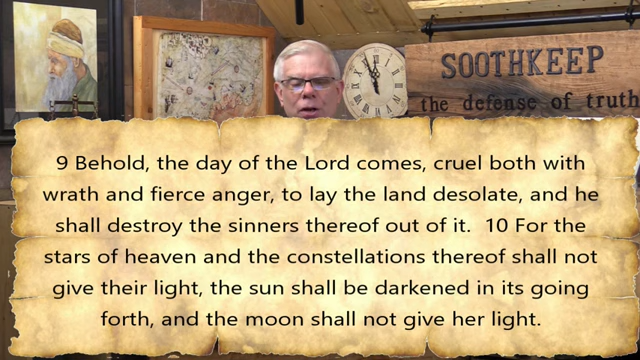 SOOTHKEEP
the defense of truth
9 Behold, the day of the Lord comes, cruel both with
wrath and fierce anger, to lay the land desolate, and he
shall destroy the sinners thereof out of it.  10 For the
stars of heaven and the constellations thereof shall not
give their light, the sun shall be darkened in its going
forth, and the moon shall not give her light.